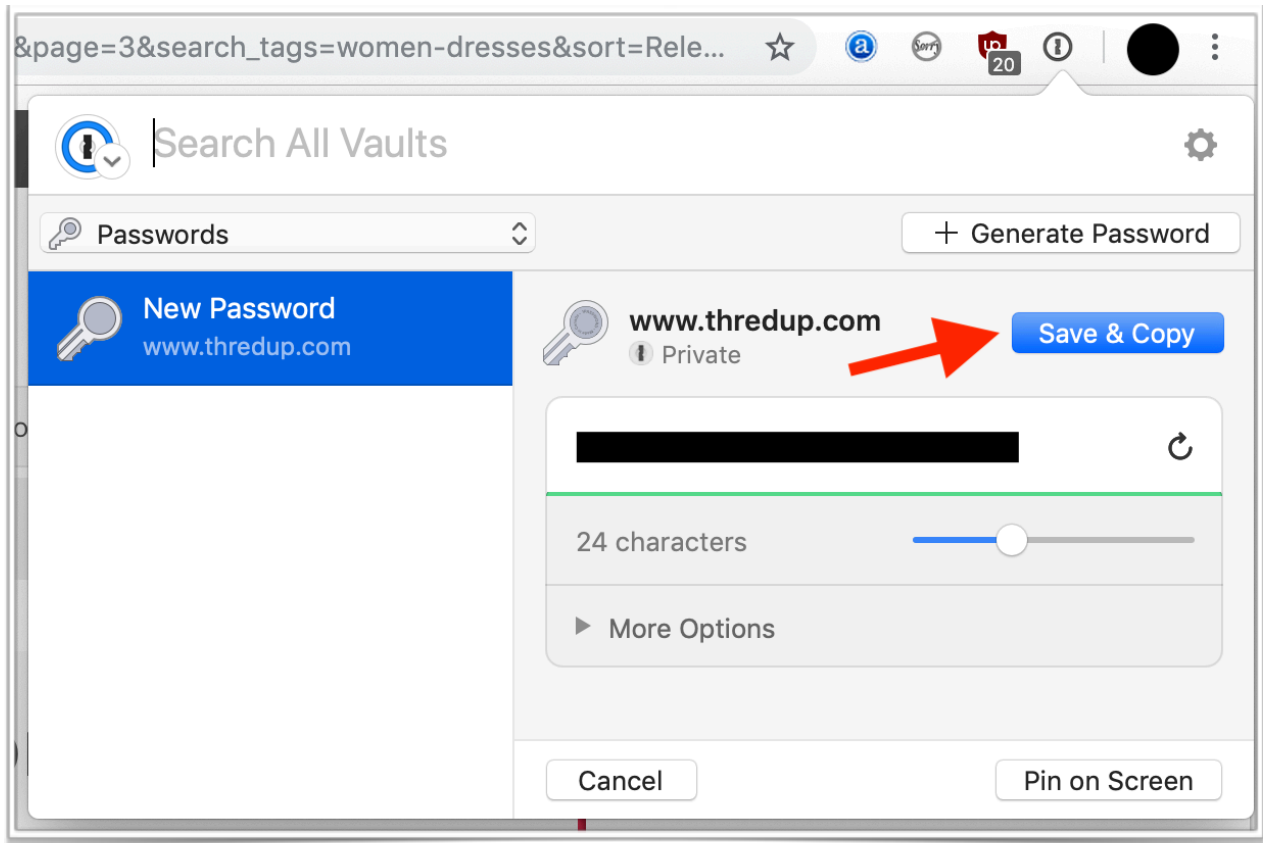 &page=3&search_tags=women-dresses&sort=Rele...
a
Sorry
20
Search All Vaults
Passwords
+ Generate Password
New Password
www.thredup.com
www.thredup.com
Private
Save & Copy
24 characters
More Options
Cancel
Pin on Screen